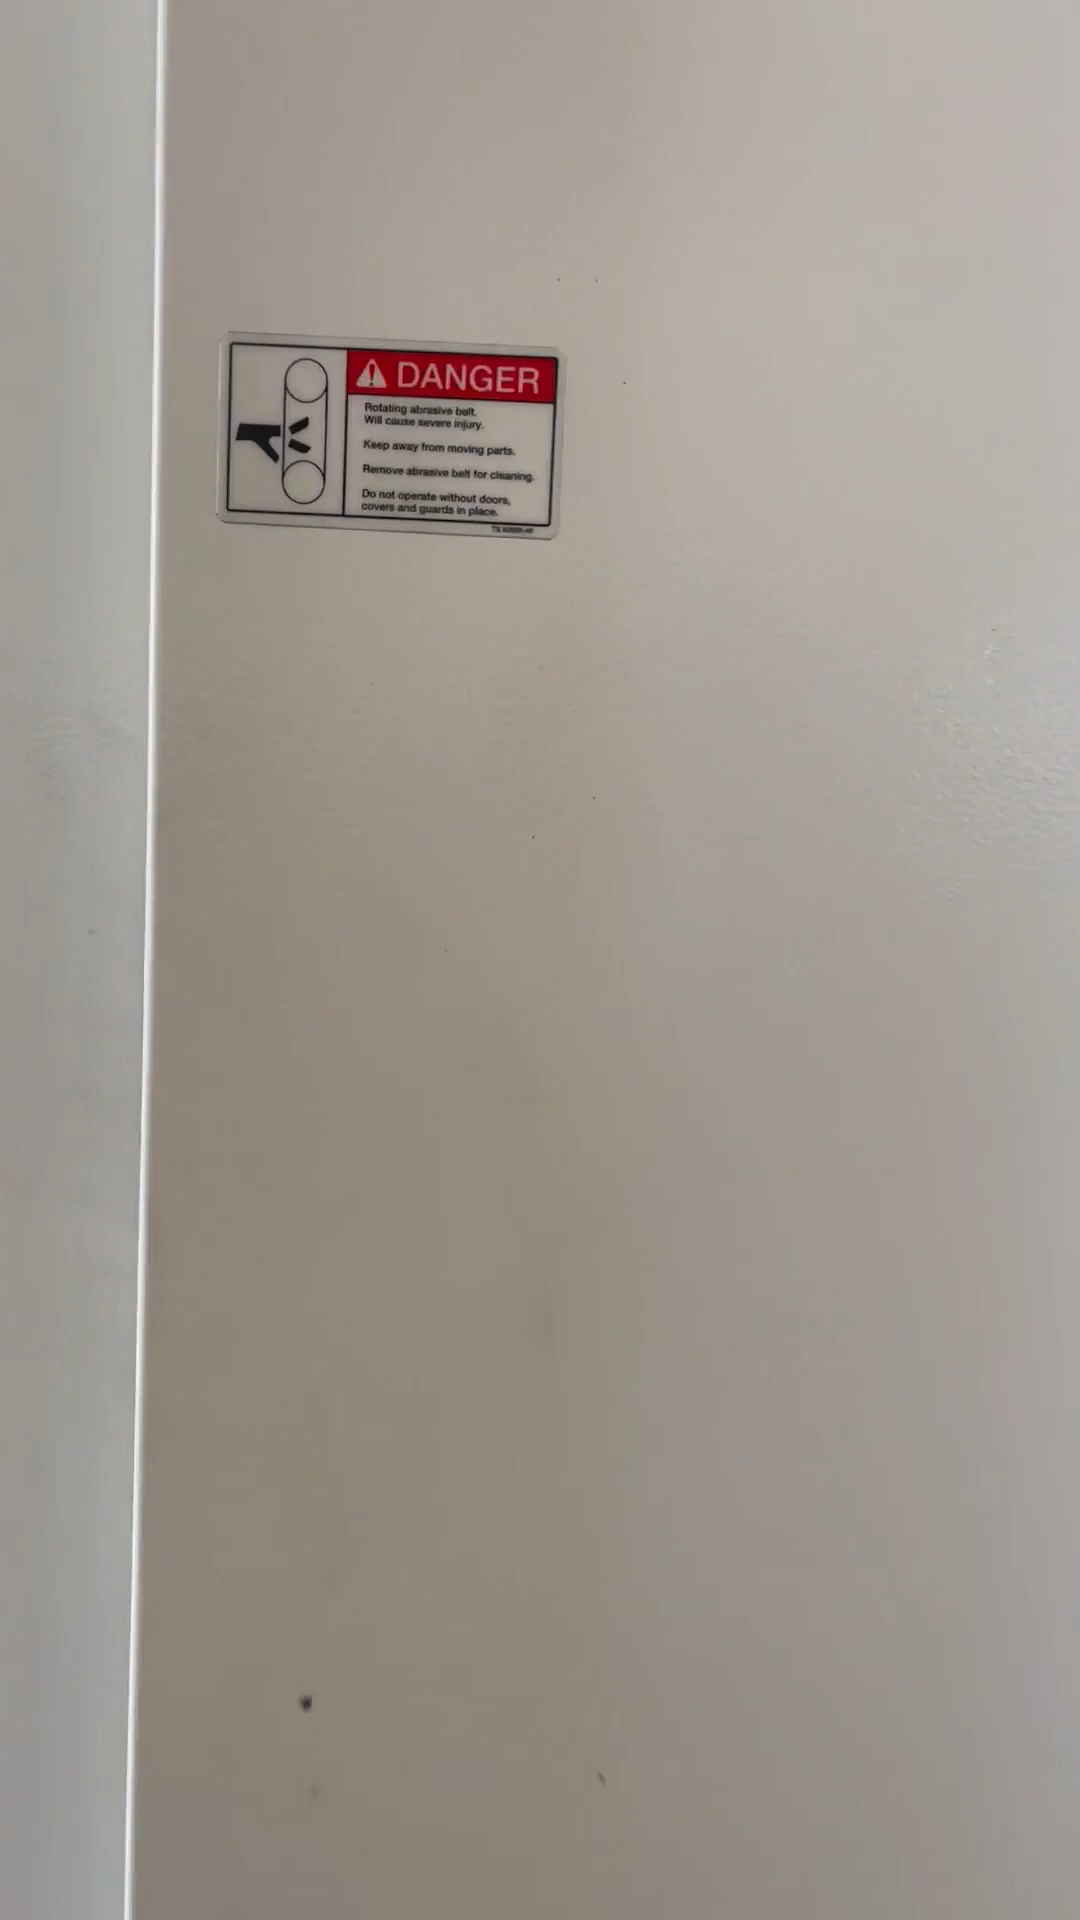 DANGER
Rotating abrasive belt.
Will cause severe injury.
Keep away from moving parts.
Remove abrasive belt for cleaning.
Do not operate without doors,
covers and guards in place.